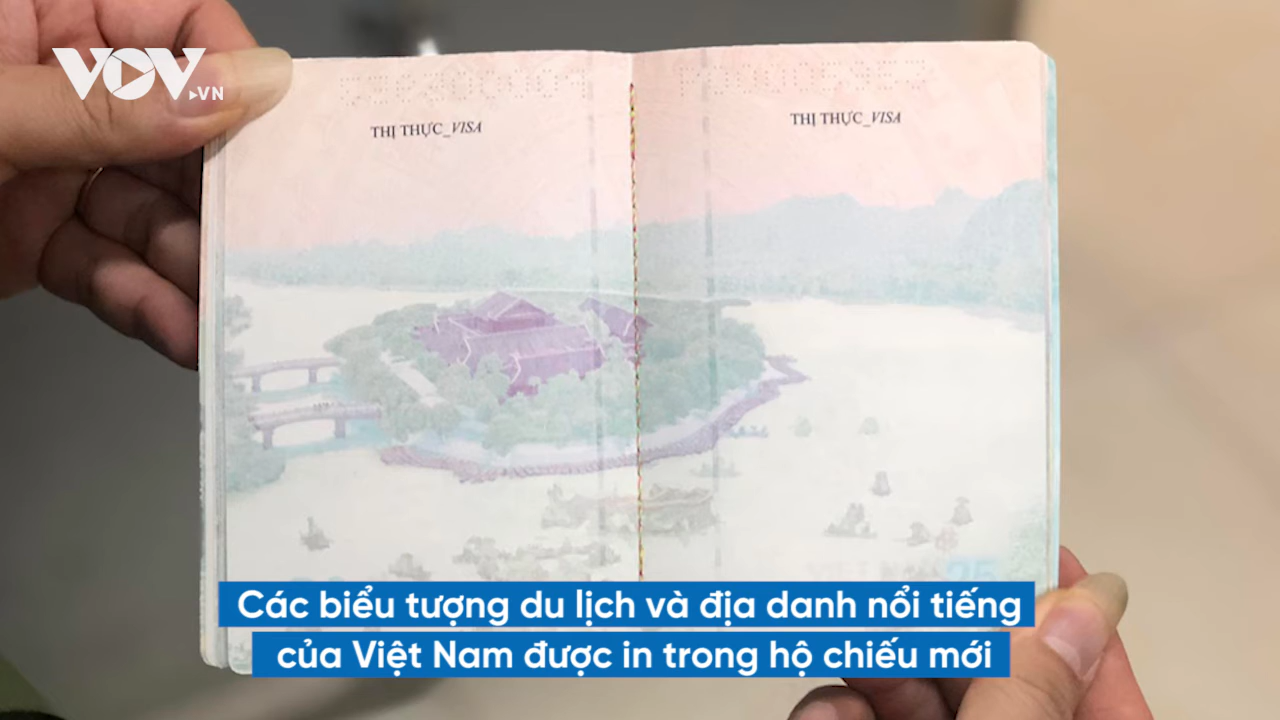 VOV.VN
THỊ THỰC_VISA
THỊ THỰC_VISA
Các biểu tượng du lịch và địa danh nổi tiếng
của Việt Nam được in trong hộ chiếu mới